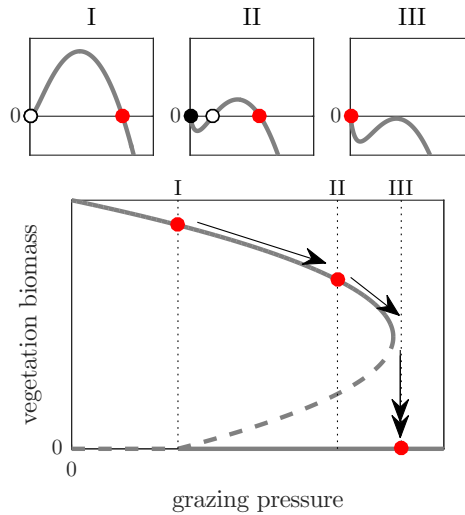 I II III
0 0 0
I II III
vegetation biomass
0
0
grazing pressure